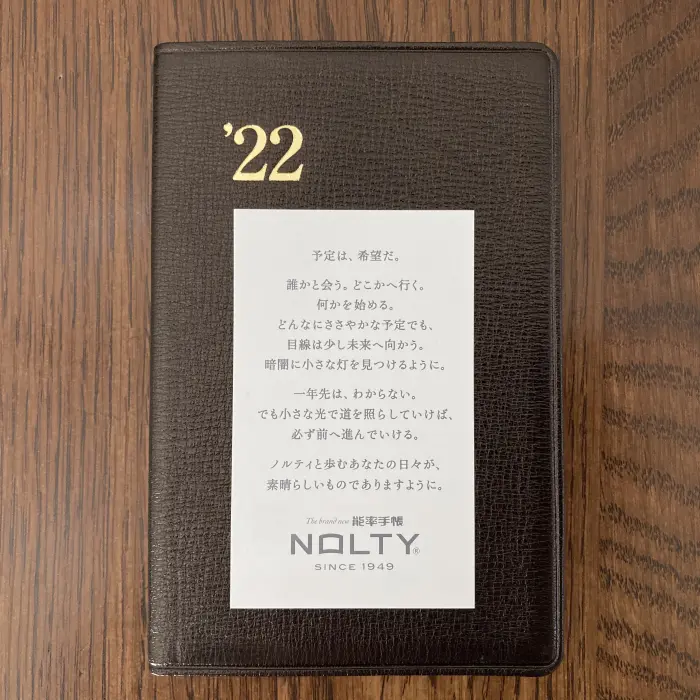 ’22
予定は、希望だ。
誰かと会う。どこかへ行く。
何かを始める。
どんなにささやかな予定でも、
目線は少し未来へ向かう。
暗闇に小さな灯を見つけるように。
一年先は、わからない。
でも小さな光で道を照らしていけば、
必ず前へ進んでいける。
ノルティと歩むあなたの日々が、
素晴らしいものでありますように。
The brand new 能率手帳
NOLTY®
SINCE 1949